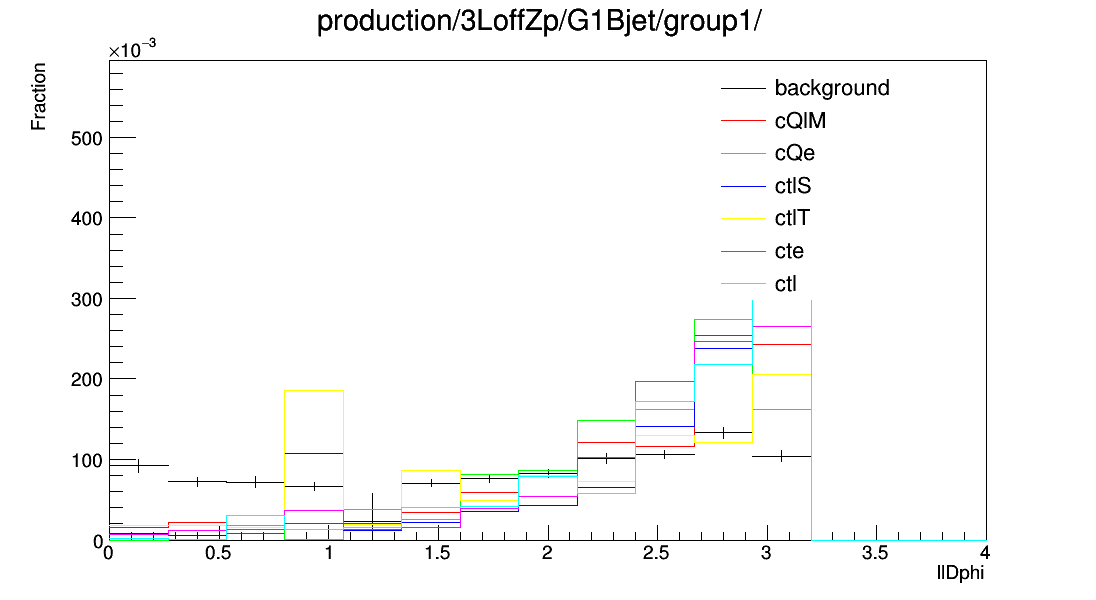 production/3LoffZp/G1Bjet/group1/
×10⁻³
Fraction
background
cQlM
cQe
ctlS
ctlT
cte
ctl
500
400
300
200
100
0
0 0.5 1 1.5 2 2.5 3 3.5 4
llDphi